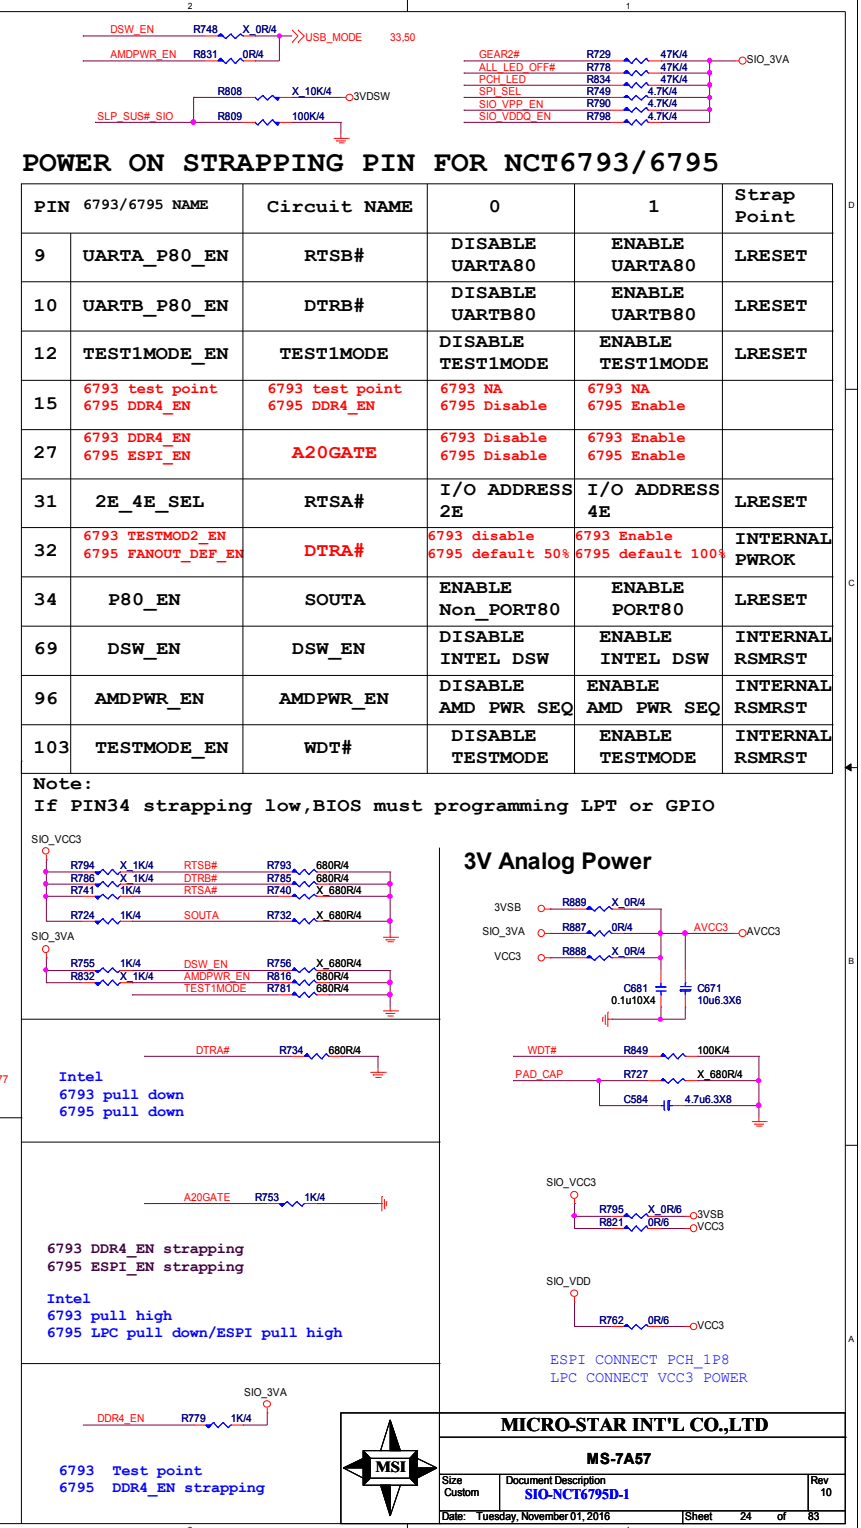 2
1
DSW_EN R748 X_0R/4
USB_MODE 33,50
AMDPWR_EN R831 0R/4
R808 X_10K/4 3VDSW
SLP_SUS#_SIO R809 100K/4
GEAR2# R729 47K/4 SIO_3VA
ALL_LED_OFF# R778 47K/4
PCH_LED R834 47K/4
SPI_SEL R749 4.7K/4
SIO_VPP_EN R790 4.7K/4
SIO_VDDQ_EN R798 4.7K/4
POWER ON STRAPPING PIN FOR NCT6793/6795
PIN 6793/6795 NAME Circuit NAME 0 1 Strap Point
9 UARTA_P80_EN RTSB# DISABLE UARTA80 ENABLE UARTA80 LRESET
10 UARTB_P80_EN DTRB# DISABLE UARTB80 ENABLE UARTB80 LRESET
12 TEST1MODE_EN TEST1MODE DISABLE TEST1MODE ENABLE TEST1MODE LRESET
15 6793 test point 6793 test point 6793 NA 6793 NA
6795 DDR4_EN 6795 DDR4_EN 6795 Disable 6795 Enable
27 6793 DDR4_EN A20GATE 6793 Disable 6793 Enable
6795 ESPI_EN 6795 Disable 6795 Enable
31 2E_4E_SEL RTSA# I/O ADDRESS 2E I/O ADDRESS 4E LRESET
32 6793 TESTMOD2_EN DTRA# 6793 disable 6793 Enable INTERNAL
6795 FANOUT_DEF_EN 6795 default 50% 6795 default 100% PWROK
34 P80_EN SOUTA ENABLE Non_PORT80 ENABLE PORT80 LRESET
69 DSW_EN DSW_EN DISABLE INTEL DSW ENABLE INTEL DSW INTERNAL RSMRST
96 AMDPWR_EN AMDPWR_EN DISABLE AMD PWR SEQ ENABLE AMD PWR SEQ INTERNAL RSMRST
103 TESTMODE_EN WDT# DISABLE TESTMODE ENABLE TESTMODE INTERNAL RSMRST
Note:
If PIN34 strapping low,BIOS must programming LPT or GPIO
SIO_VCC3
R794 X_1K/4 RTSB# R793 680R/4
R786 X_1K/4 DTRB# R785 680R/4
R741 1K/4 RTSA# R740 X_680R/4
R724 1K/4 SOUTA R732 X_680R/4
SIO_3VA
R755 1K/4 DSW_EN R756 X_680R/4
R832 X_1K/4 AMDPWR_EN R816 680R/4
TEST1MODE R781 680R/4
DTRA# R734 680R/4
77
Intel
6793 pull down
6795 pull down
A20GATE R753 1K/4
6793 DDR4_EN strapping
6795 ESPI_EN strapping
Intel
6793 pull high
6795 LPC pull down/ESPI pull high
SIO_3VA
DDR4_EN R779 1K/4
6793 Test point
6795 DDR4_EN strapping
3V Analog Power
3VSB R889 X_0R/4
SIO_3VA R887 0R/4 AVCC3 AVCC3
VCC3 R888 X_0R/4
C681 C671
0.1u10X4 10u6.3X6
WDT# R849 100K/4
PAD_CAP R727 X_680R/4
C584 4.7u6.3X8
SIO_VCC3
R795 X_0R/6 3VSB
R821 0R/6 VCC3
SIO_VDD
R762 0R/6 VCC3
ESPI CONNECT PCH_1P8
LPC CONNECT VCC3 POWER
D
C
B
A
MSI
MICRO-STAR INT'L CO.,LTD
MS-7A57
Size Document Description Rev
Custom SIO-NCT6795D-1 10
Date: Tuesday, November 01, 2016 Sheet 24 of 83